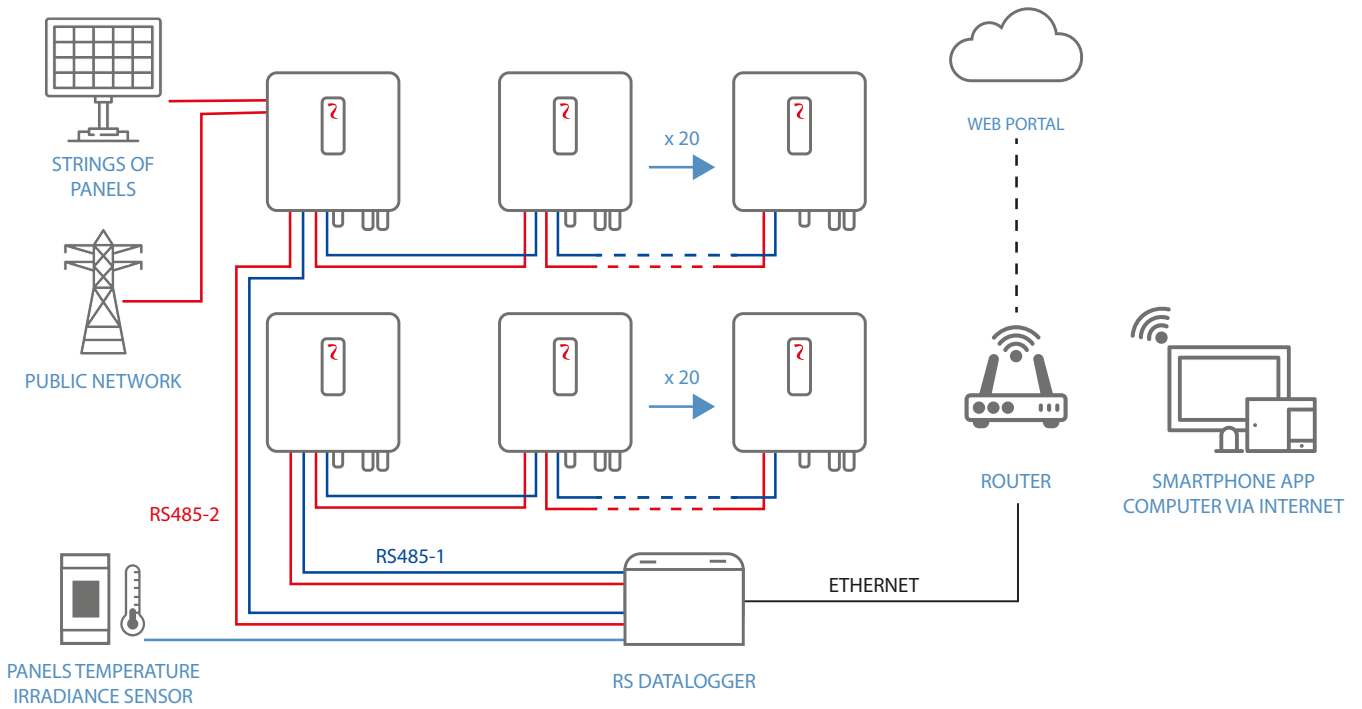 STRINGS OF
PANELS
PUBLIC NETWORK
x 20
WEB PORTAL
x 20
ROUTER
SMARTPHONE APP
COMPUTER VIA INTERNET
RS485-2
RS485-1
ETHERNET
PANELS TEMPERATURE
IRRADIANCE SENSOR
RS DATALOGGER